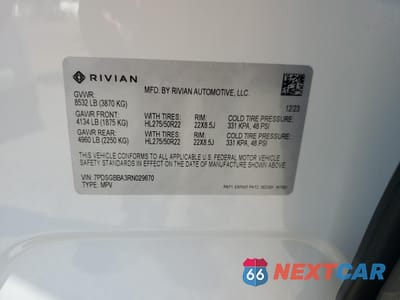 RIVIAN
MFD. BY RIVIAN AUTOMOTIVE, LLC.
GVWR:
8532 LB (3870 KG)
12/23
GAWR FRONT: WITH TIRES: RIM: COLD TIRE PRESSURE:
4134 LB (1875 KG) HL275/50R22 22X8.5J 331 KPA, 48 PSI
GAWR REAR: WITH TIRES: RIM: COLD TIRE PRESSURE:
4960 LB (2250 KG) HL275/50R22 22X8.5J 331 KPA, 48 PSI
THIS VEHICLE CONFORMS TO ALL APPLICABLE U.S. FEDERAL MOTOR VEHICLE
SAFETY STANDARDS IN EFFECT ON THE DATE OF MANUFACTURE SHOWN ABOVE.
VIN: 7PDSGBBA3RN029670
TYPE: MPV
66 NEXTCAR